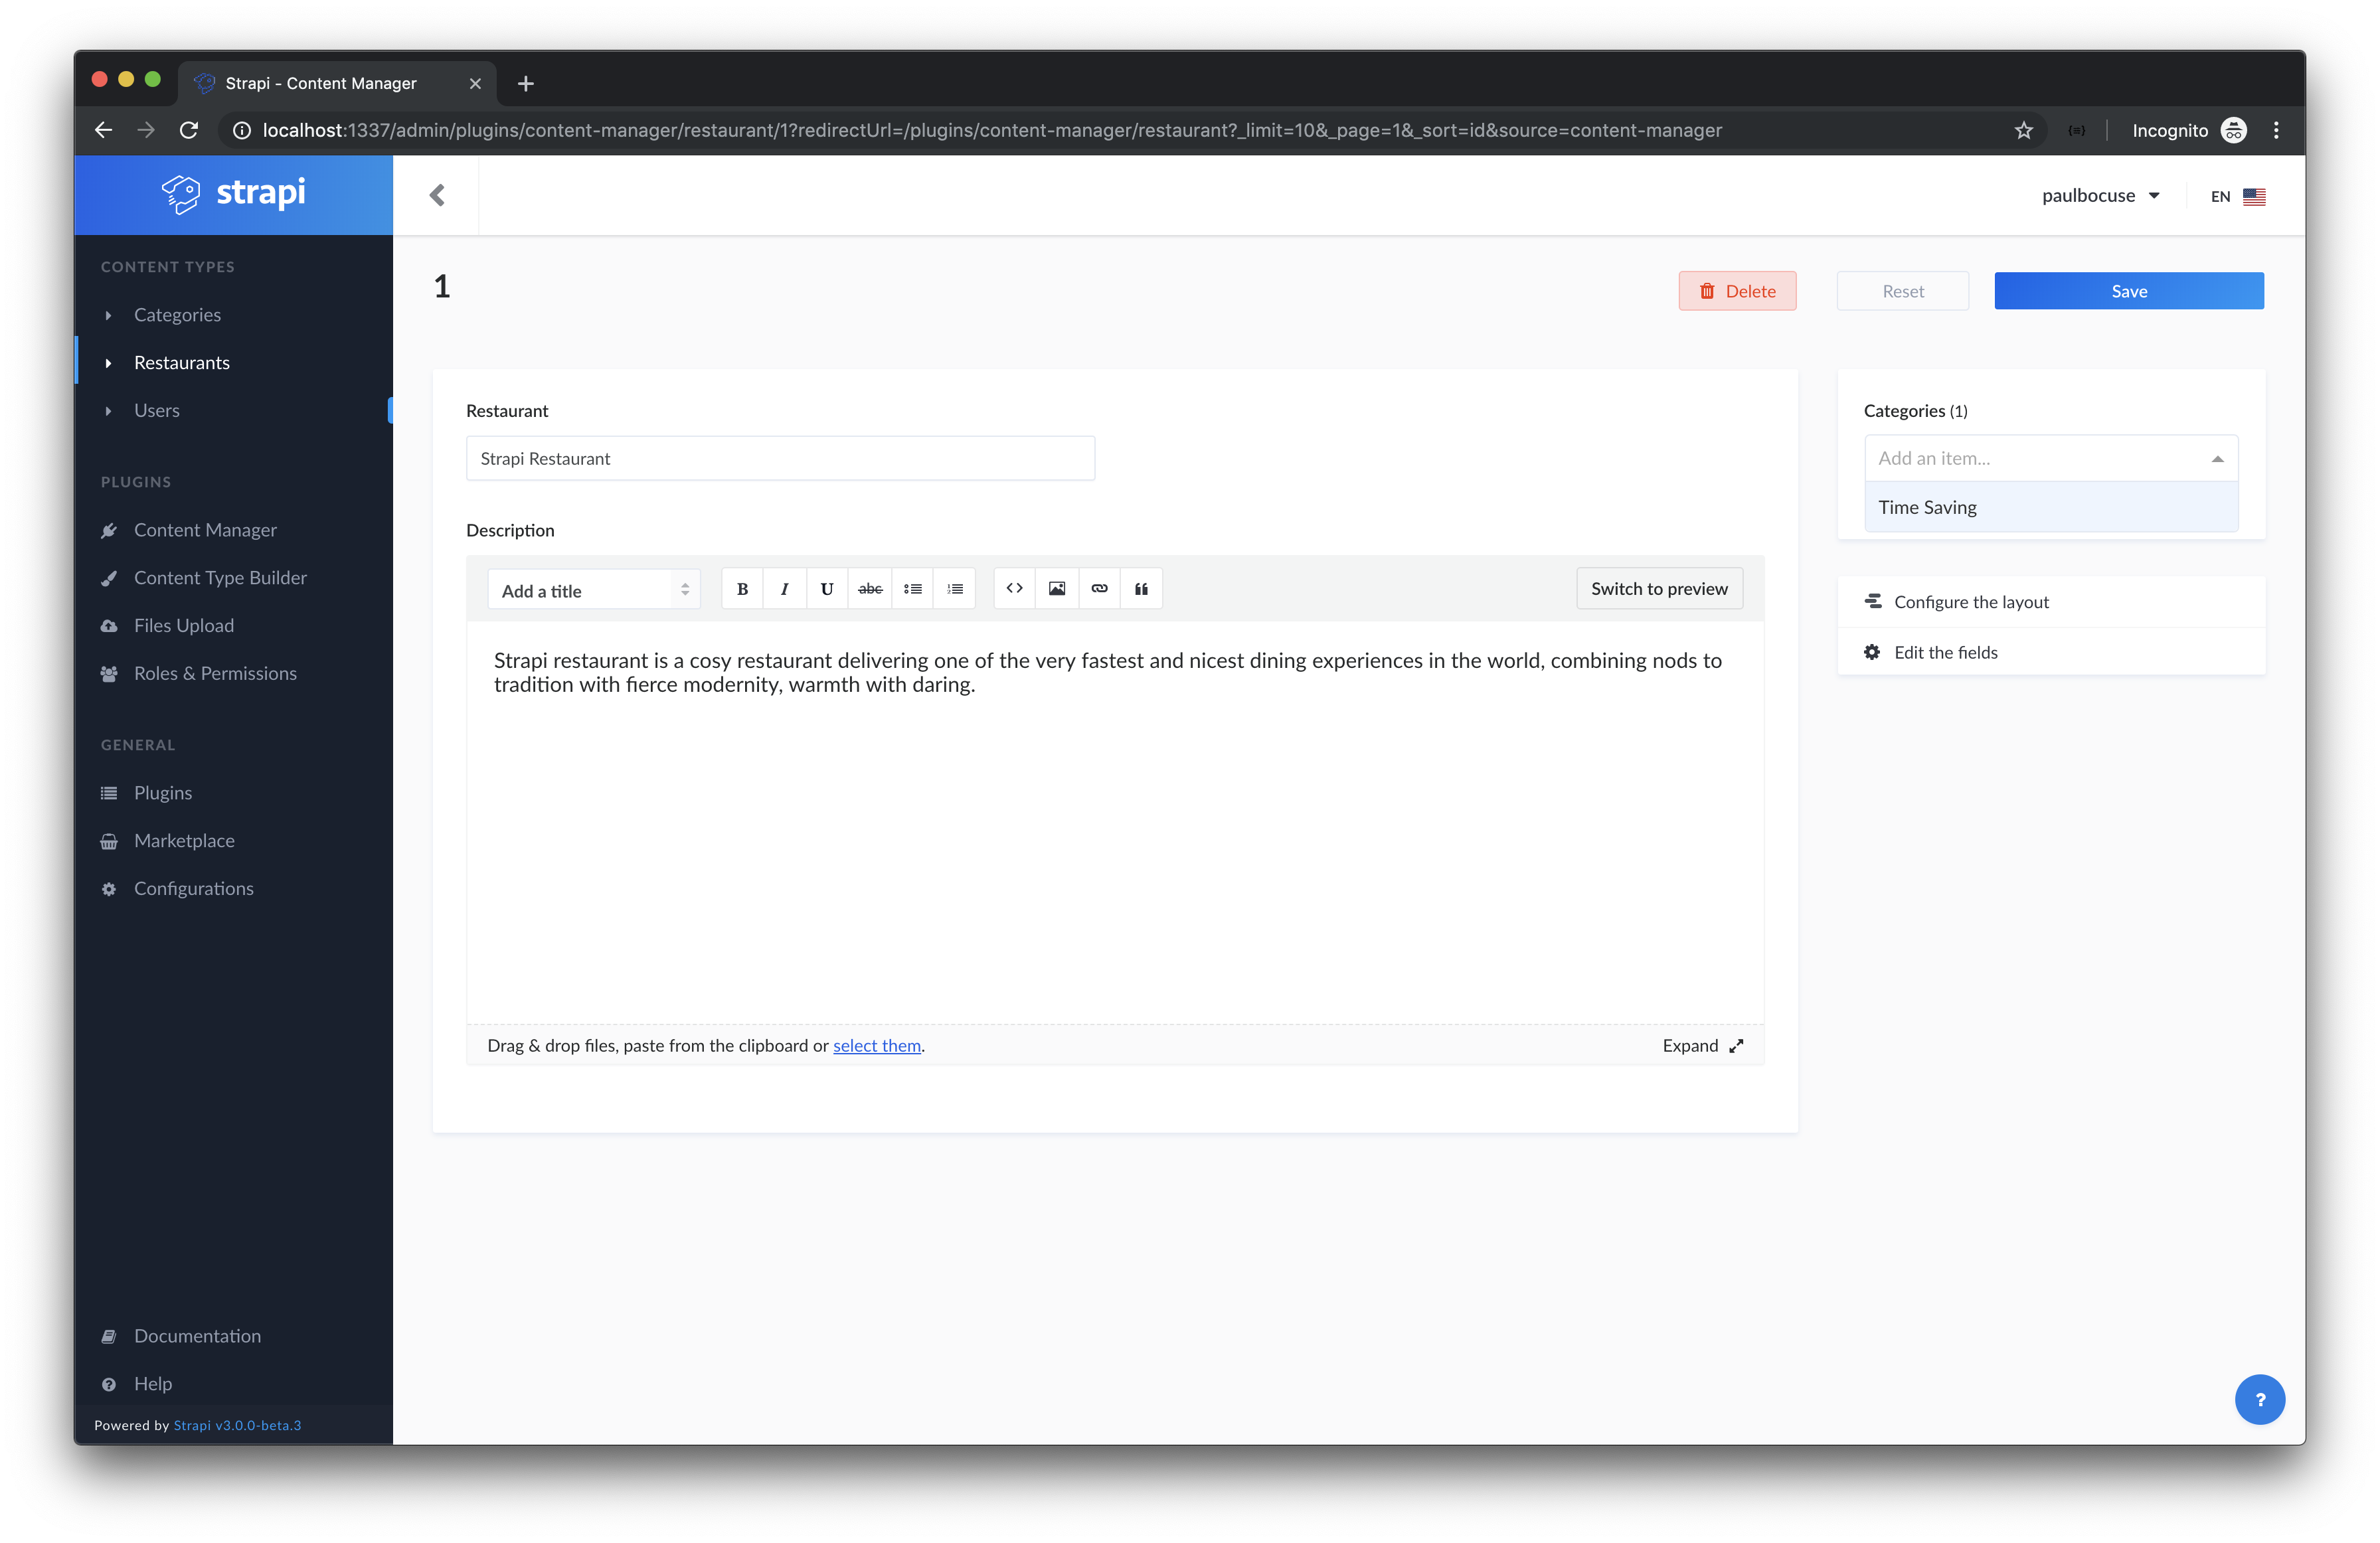 Strapi - Content Manager
localhost:1337/admin/plugins/content-manager/restaurant/1?redirectUrl=/plugins/content-manager/restaurant?_limit=10&_page=1&_sort=id&source=content-manager
Incognito
strapi
paulbocuse
EN
CONTENT TYPES
Categories
Restaurants
Users
PLUGINS
Content Manager
Content Type Builder
Files Upload
Roles & Permissions
GENERAL
Plugins
Marketplace
Configurations
Documentation
Help
Powered by Strapi v3.0.0-beta.3
1
Delete
Reset
Save
Restaurant
Strapi Restaurant
Description
Add a title
B I U abc
Switch to preview
Strapi restaurant is a cosy restaurant delivering one of the very fastest and nicest dining experiences in the world, combining nods to
tradition with fierce modernity, warmth with daring.
Drag & drop files, paste from the clipboard or select them.
Expand
Categories (1)
Add an item...
Time Saving
Configure the layout
Edit the fields
?